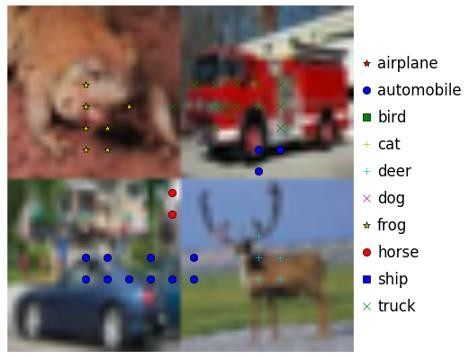 airplane
automobile
bird
cat
deer
dog
frog
horse
ship
truck